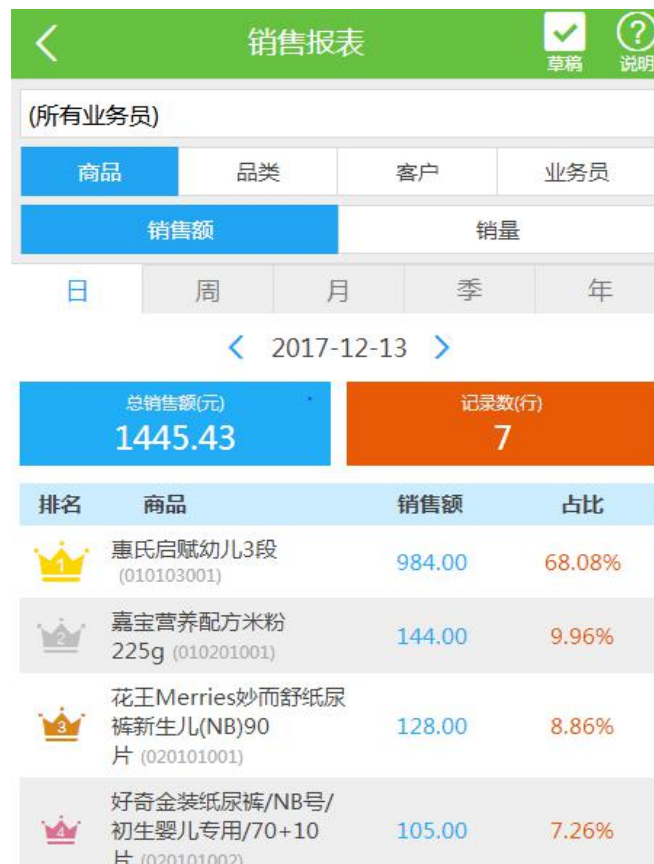 销售报表
草稿
说明
(所有业务员)
商品 品类 客户 业务员
销售额 销量
日 周 月 季 年
2017-12-13
总销售额(元) 记录数(行)
1445.43 7
排名 商品 销售额 占比
1 惠氏启赋幼儿3段 984.00 68.08%
(010103001)
2 嘉宝营养配方米粉 144.00 9.96%
225g (010201001)
花王Merries妙而舒纸尿
3 裤新生儿(NB)90 128.00 8.86%
片 (020101001)
好奇金装纸尿裤/NB号/
4 初生婴儿专用/70+10 105.00 7.26%
片 (020101002)